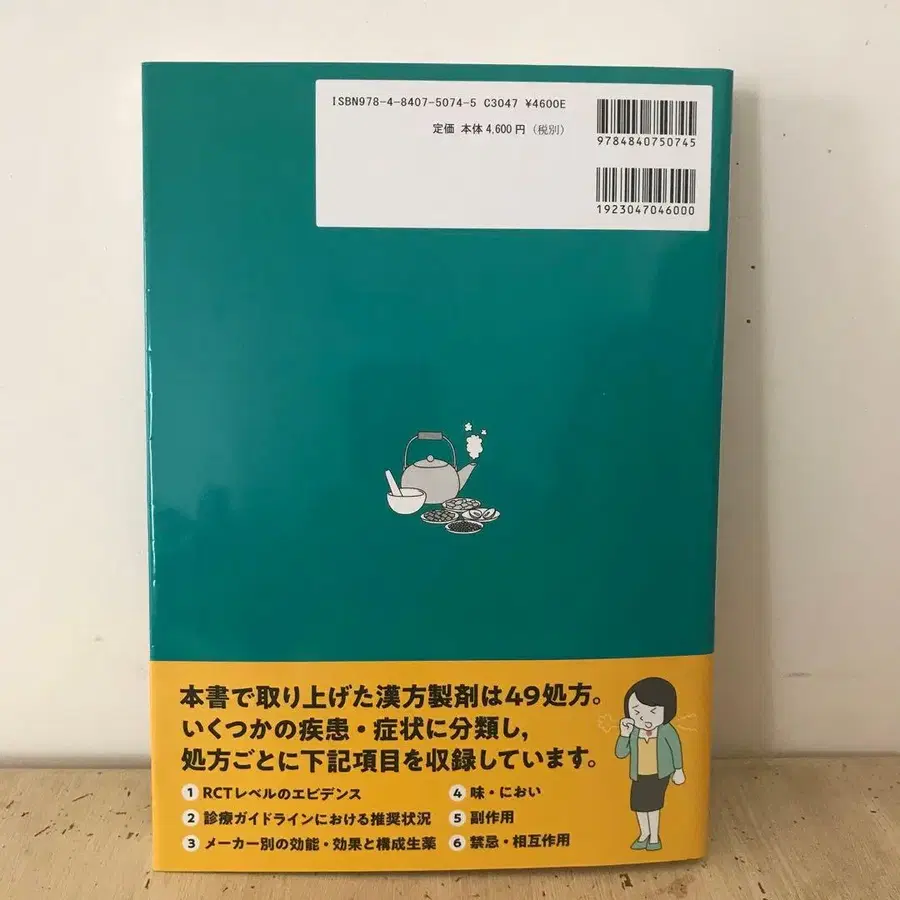 ISBN978-4-8407-5074-5 C3047 ¥4600E
定価 本体4,600円（税別）
9784840750745
1923047046000
本書で取り上げた漢方製剤は49処方。
いくつかの疾患・症状に分類し,
処方ごとに下記項目を収録しています。
1 RCTレベルのエビデンス
2 診療ガイドラインにおける推奨状況
3 メーカー別の効能・効果と構成生薬
4 味・におい
5 副作用
6 禁忌・相互作用